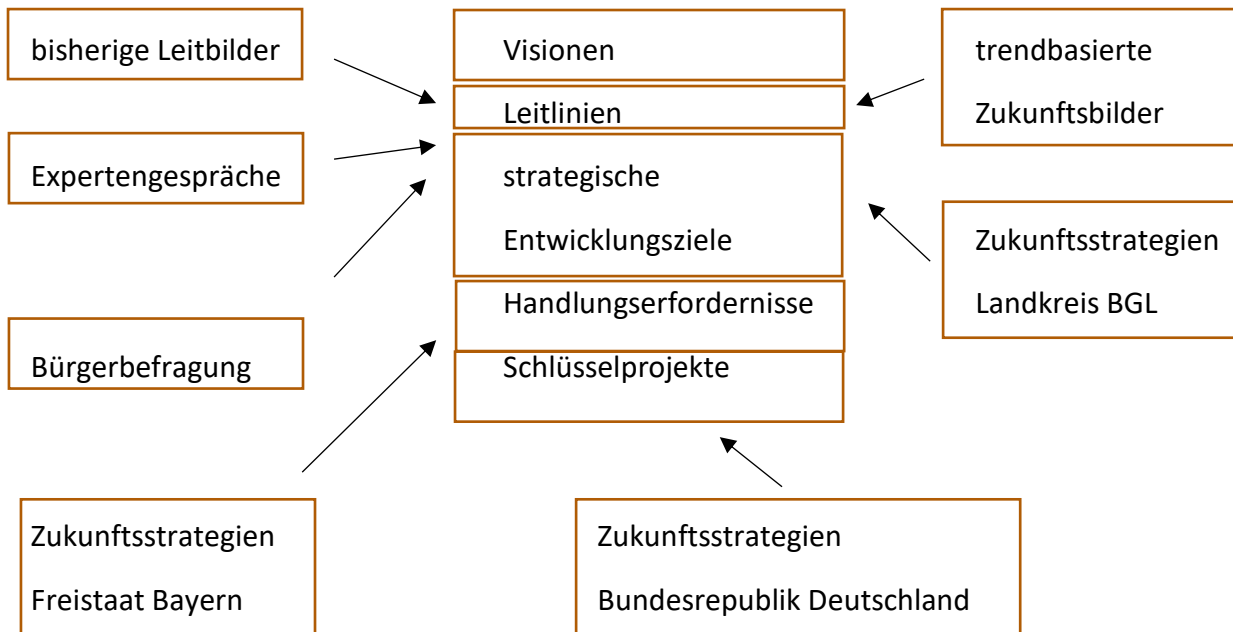 bisherige Leitbilder
Expertengespräche
Bürgerbefragung
Visionen
Leitlinien
strategische
Entwicklungsziele
Handlungserfordernisse
Schlüsselprojekte
trendbasierte
Zukunftsbilder
Zukunftsstrategien
Landkreis BGL
Zukunftsstrategien
Freistaat Bayern
Zukunftsstrategien
Bundesrepublik Deutschland